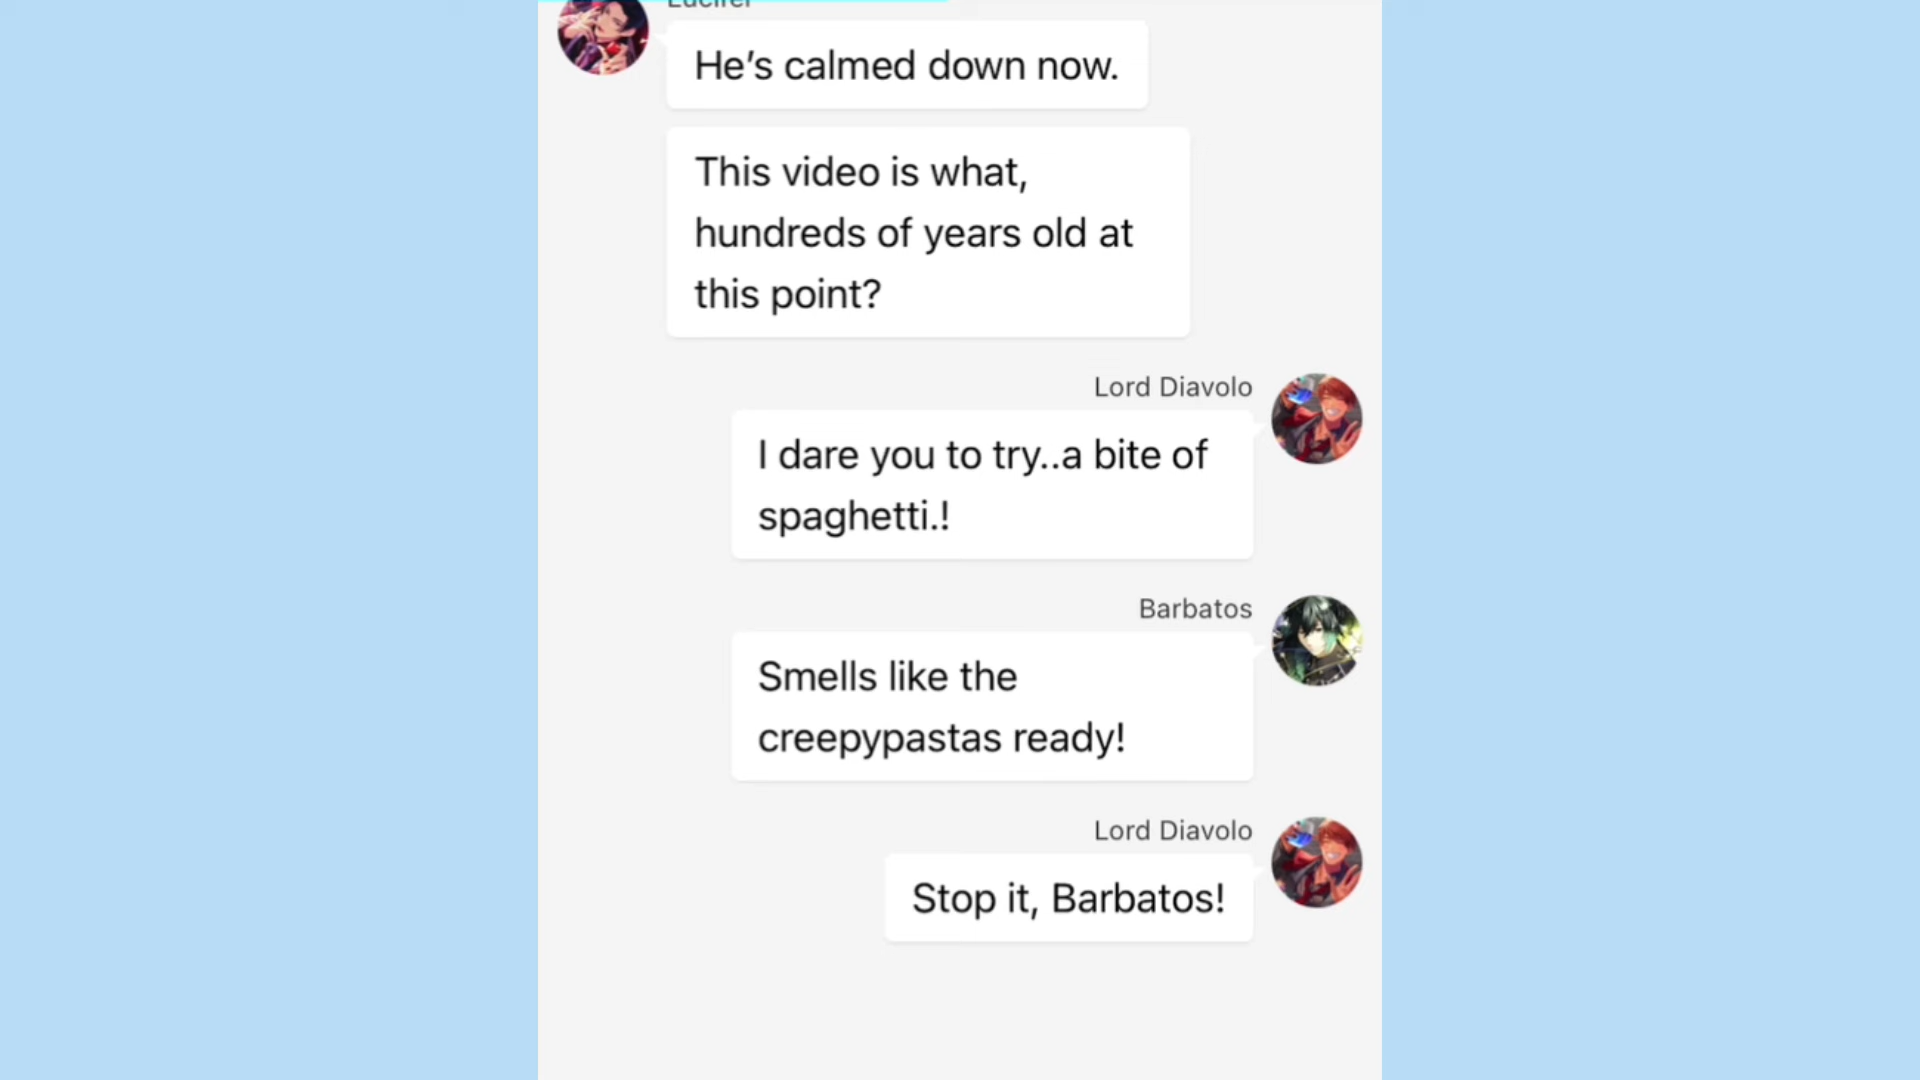 Lucifer
He's calmed down now.
This video is what,
hundreds of years old at
this point?
Lord Diavolo
I dare you to try..a bite of
spaghetti.!
Barbatos
Smells like the
creepypastas ready!
Lord Diavolo
Stop it, Barbatos!